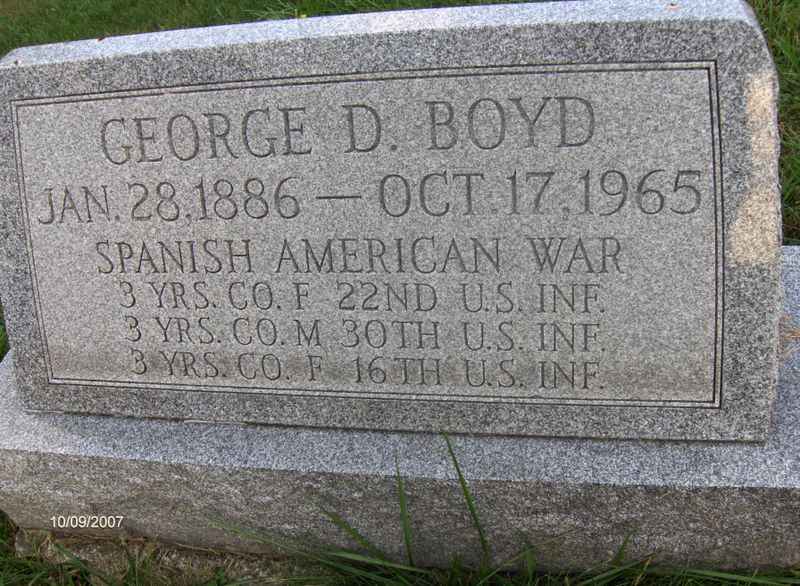 GEORGE D. BOYD
JAN. 28, 1886 — OCT. 17, 1965
SPANISH AMERICAN WAR
3 YRS. CO. F 22ND U.S. INF.
3 YRS. CO. M 30TH U.S. INF.
3 YRS. CO. F 16TH U.S. INF.
10/09/2007